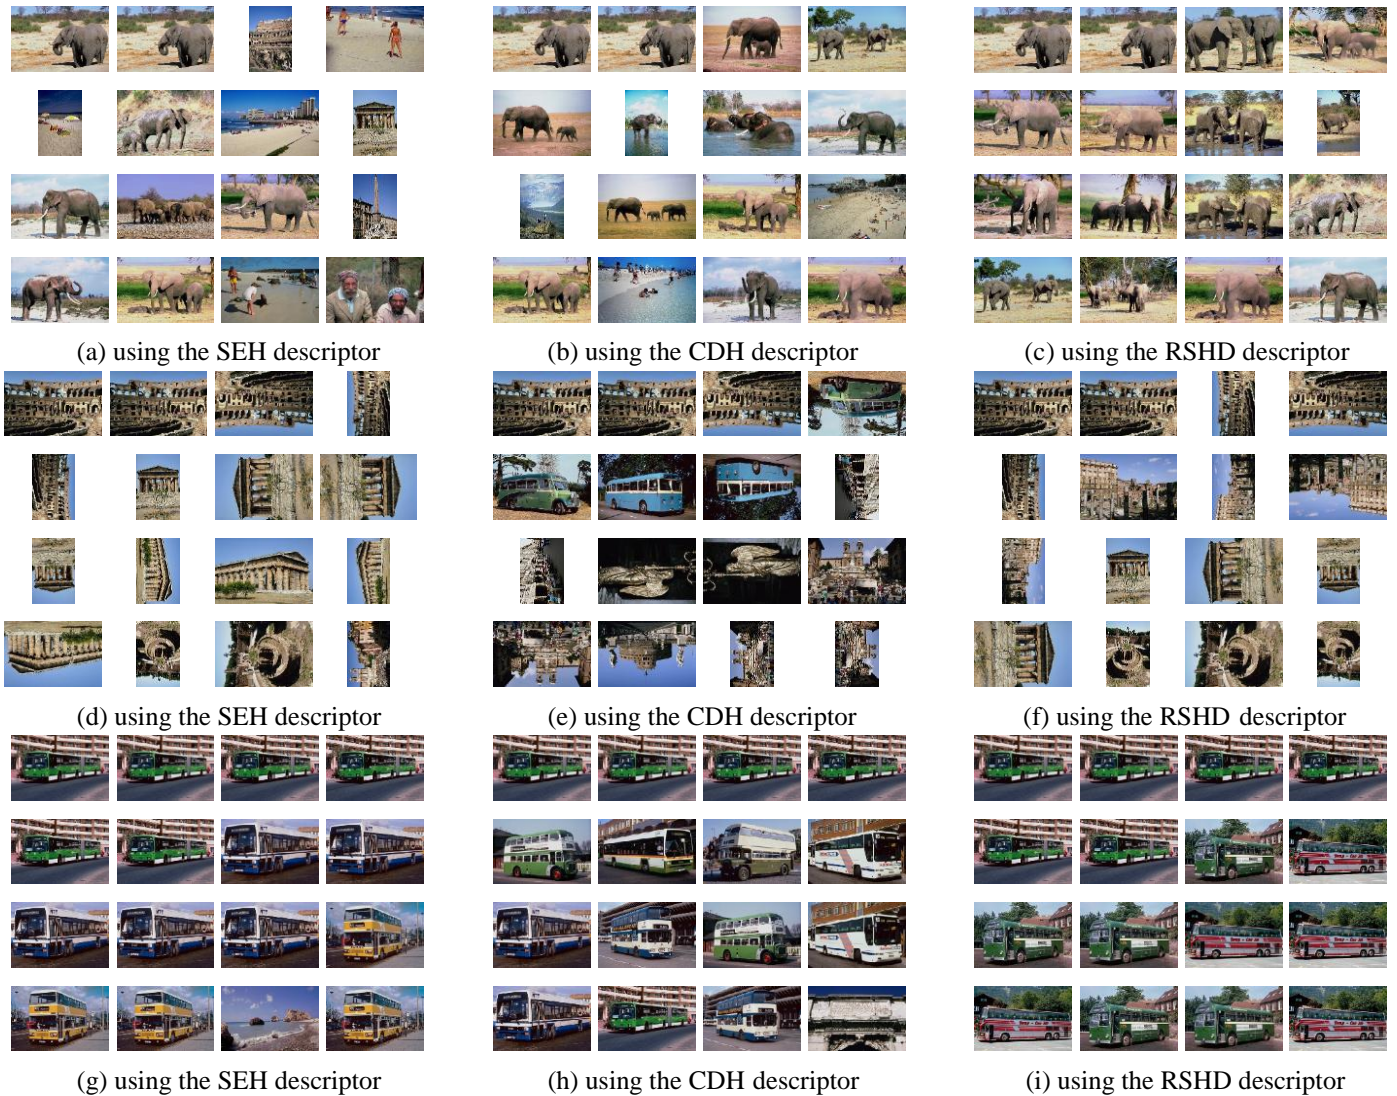 (a) using the SEH descriptor
(b) using the CDH descriptor
(c) using the RSHD descriptor
(d) using the SEH descriptor
(e) using the CDH descriptor
(f) using the RSHD descriptor
(g) using the SEH descriptor
(h) using the CDH descriptor
(i) using the RSHD descriptor